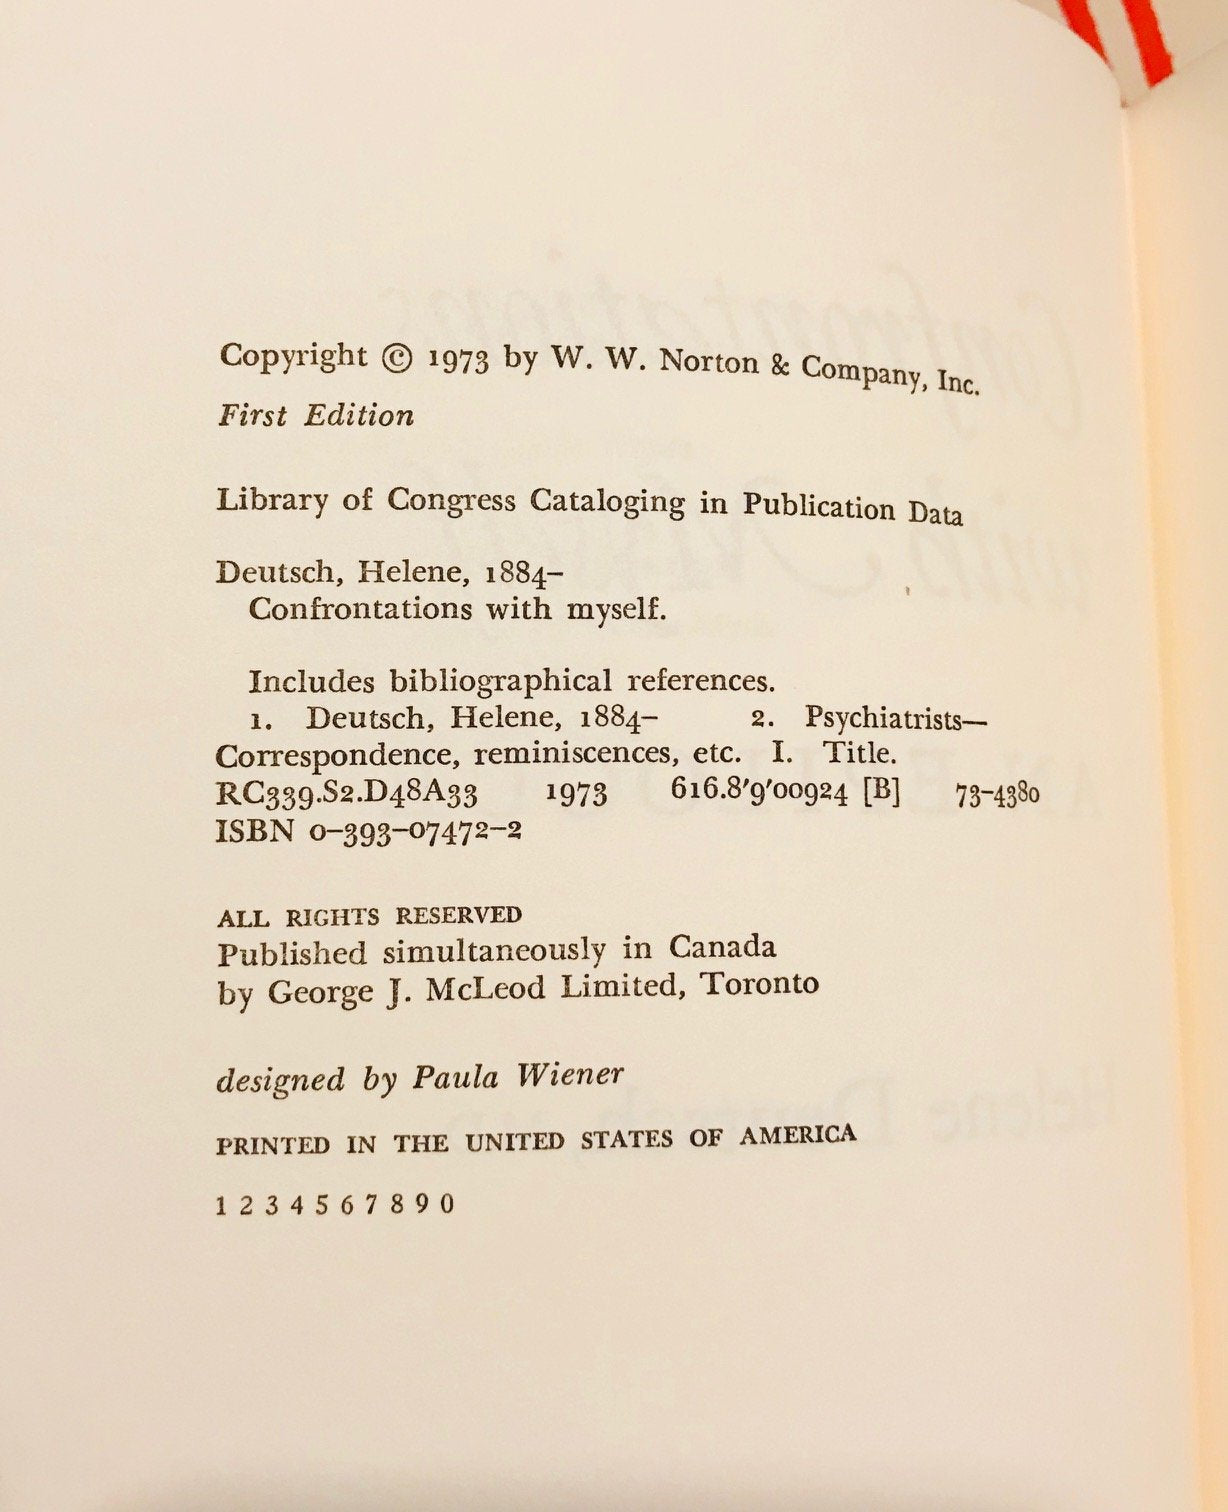 Copyright © 1973 by W. W. Norton & Company, Inc.
First Edition
Library of Congress Cataloging in Publication Data
Deutsch, Helene, 1884–
Confrontations with myself.
Includes bibliographical references.
1. Deutsch, Helene, 1884– 2. Psychiatrists—
Correspondence, reminiscences, etc. I. Title.
RC339.S2.D48A33 1973 616.8'9'00924 [B] 73-4380
ISBN 0-393-07472-2
ALL RIGHTS RESERVED
Published simultaneously in Canada
by George J. McLeod Limited, Toronto
designed by Paula Wiener
PRINTED IN THE UNITED STATES OF AMERICA
1 2 3 4 5 6 7 8 9 0